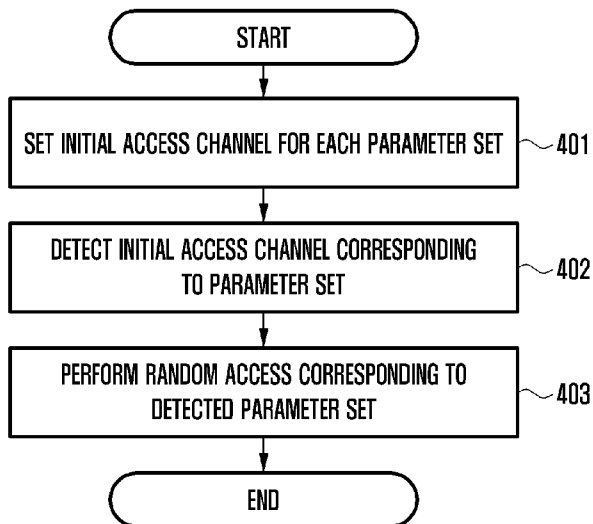 START
SET INITIAL ACCESS CHANNEL FOR EACH PARAMETER SET
401
DETECT INITIAL ACCESS CHANNEL CORRESPONDING
TO PARAMETER SET
402
PERFORM RANDOM ACCESS CORRESPONDING TO
DETECTED PARAMETER SET
403
END